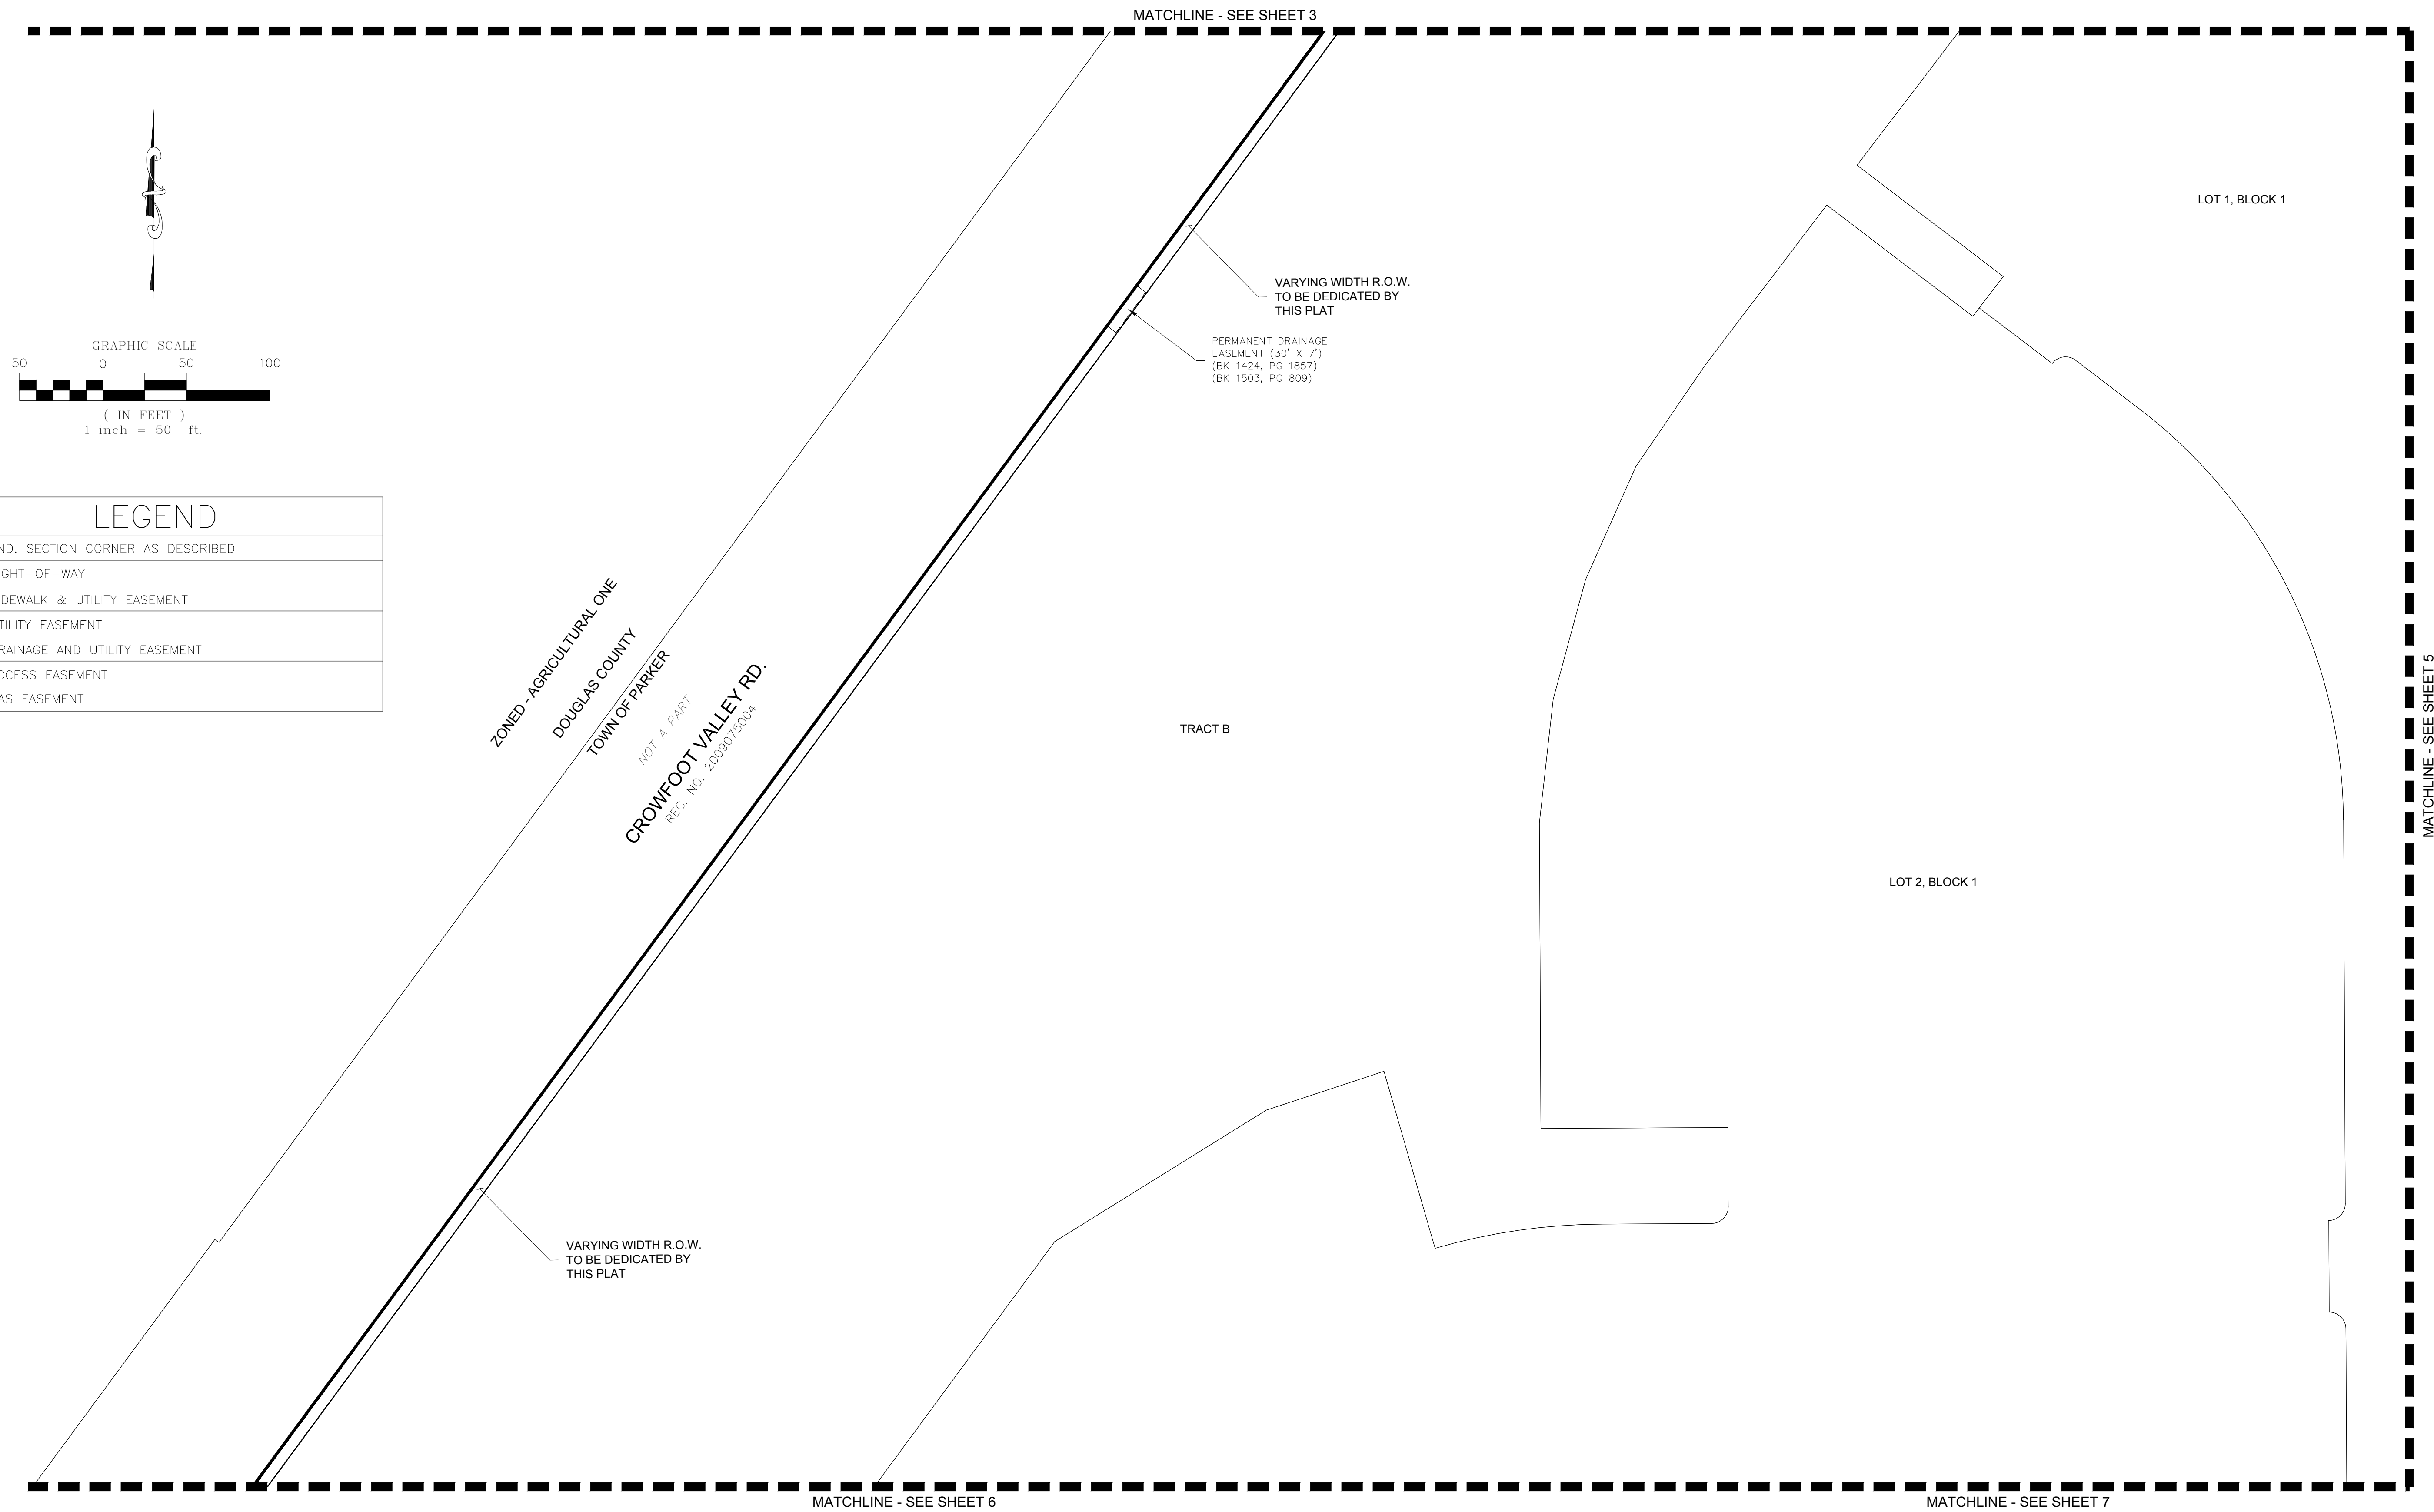 MATCHLINE - SEE SHEET 3
LOT 1, BLOCK 1
VARYING WIDTH R.O.W.
TO BE DEDICATED BY
THIS PLAT
PERMANENT DRAINAGE
EASEMENT (30' X 7')
(BK 1424, PG 1857)
(BK 1503, PG 809)
GRAPHIC SCALE
50 0 50 100
( IN FEET )
1 inch = 50 ft.
LEGEND
ND. SECTION CORNER AS DESCRIBED
GHT-OF-WAY
DEWALK & UTILITY EASEMENT
TILITY EASEMENT
RAINAGE AND UTILITY EASEMENT
CCESS EASEMENT
AS EASEMENT
ZONED - AGRICULTURAL ONE
DOUGLAS COUNTY
TOWN OF PARKER
NOT A PART
CROWFOOT VALLEY RD.
REC. NO. 2009075004
TRACT B
LOT 2, BLOCK 1
MATCHLINE - SEE SHEET 5
VARYING WIDTH R.O.W.
TO BE DEDICATED BY
THIS PLAT
MATCHLINE - SEE SHEET 6
MATCHLINE - SEE SHEET 7